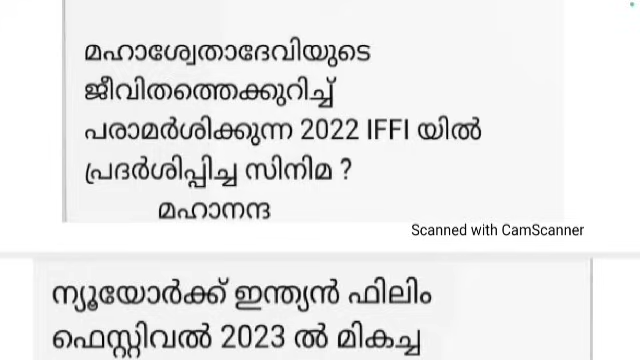 മഹാശ്വേതാദേവിയുടെ
ജീവിതത്തെക്കുറിച്ച്
പരാമർശിക്കുന്ന 2022 IFFI യിൽ
പ്രദർശിപ്പിച്ച സിനിമ ?
മഹാനന്ദ
Scanned with CamScanner
ന്യൂയോർക്ക് ഇന്ത്യൻ ഫിലിം
ഫെസ്റ്റിവൽ 2023 ൽ മികച്ച